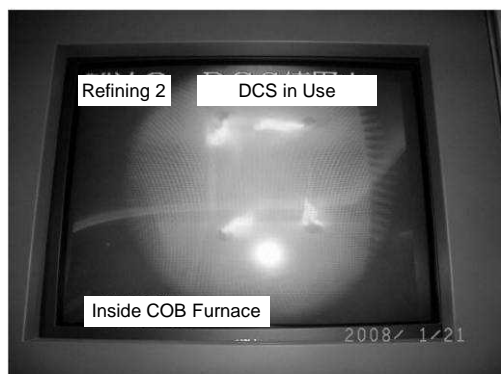 Refining 2
DCS in Use
Inside COB Furnace
2008/ 1/21